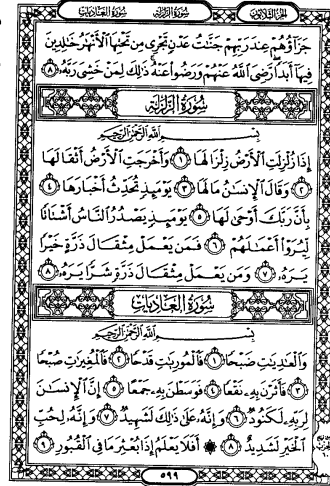 الجزء الثلاثون سورة الزلزلة سورة العاديات
جَزَآؤُهُمْ عِندَ رَبِّهِمْ جَنَّٰتُ عَدْنٍ تَجْرِى مِن تَحْتِهَا ٱلْأَنْهَٰرُ خَٰلِدِينَ
فِيهَآ أَبَدًا رَّضِىَ ٱللَّهُ عَنْهُمْ وَرَضُوا۟ عَنْهُ ذَٰلِكَ لِمَنْ خَشِىَ رَبَّهُۥ ٨
سُورَةُ الزَّلْزَلَةِ
بِسْمِ ٱللَّهِ ٱلرَّحْمَٰنِ ٱلرَّحِيمِ
إِذَا زُلْزِلَتِ ٱلْأَرْضُ زِلْزَالَهَا ١ وَأَخْرَجَتِ ٱلْأَرْضُ أَثْقَالَهَا
٢ وَقَالَ ٱلْإِنسَٰنُ مَا لَهَا ٣ يَوْمَئِذٍ تُحَدِّثُ أَخْبَارَهَا ٤
بِأَنَّ رَبَّكَ أَوْحَىٰ لَهَا ٥ يَوْمَئِذٍ يَصْدُرُ ٱلنَّاسُ أَشْتَاتًا
لِّيُرَوْا۟ أَعْمَٰلَهُمْ ٦ فَمَن يَعْمَلْ مِثْقَالَ ذَرَّةٍ خَيْرًا
يَرَهُۥ ٧ وَمَن يَعْمَلْ مِثْقَالَ ذَرَّةٍ شَرًّا يَرَهُۥ ٨
سُورَةُ الْعَادِيَاتِ
بِسْمِ ٱللَّهِ ٱلرَّحْمَٰنِ ٱلرَّحِيمِ
وَٱلْعَٰدِيَٰتِ ضَبْحًا ١ فَٱلْمُورِيَٰتِ قَدْحًا ٢ فَٱلْمُغِيرَٰتِ صُبْحًا
٣ فَأَثَرْنَ بِهِۦ نَقْعًا ٤ فَوَسَطْنَ بِهِۦ جَمْعًا ٥ إِنَّ ٱلْإِنسَٰنَ
لِرَبِّهِۦ لَكَنُودٌ ٦ وَإِنَّهُۥ عَلَىٰ ذَٰلِكَ لَشَهِيدٌ ٧ وَإِنَّهُۥ لِحُبِّ
ٱلْخَيْرِ لَشَدِيدٌ ٨ ۞ أَفَلَا يَعْلَمُ إِذَا بُعْثِرَ مَا فِى ٱلْقُبُورِ ٩
٥٩٩